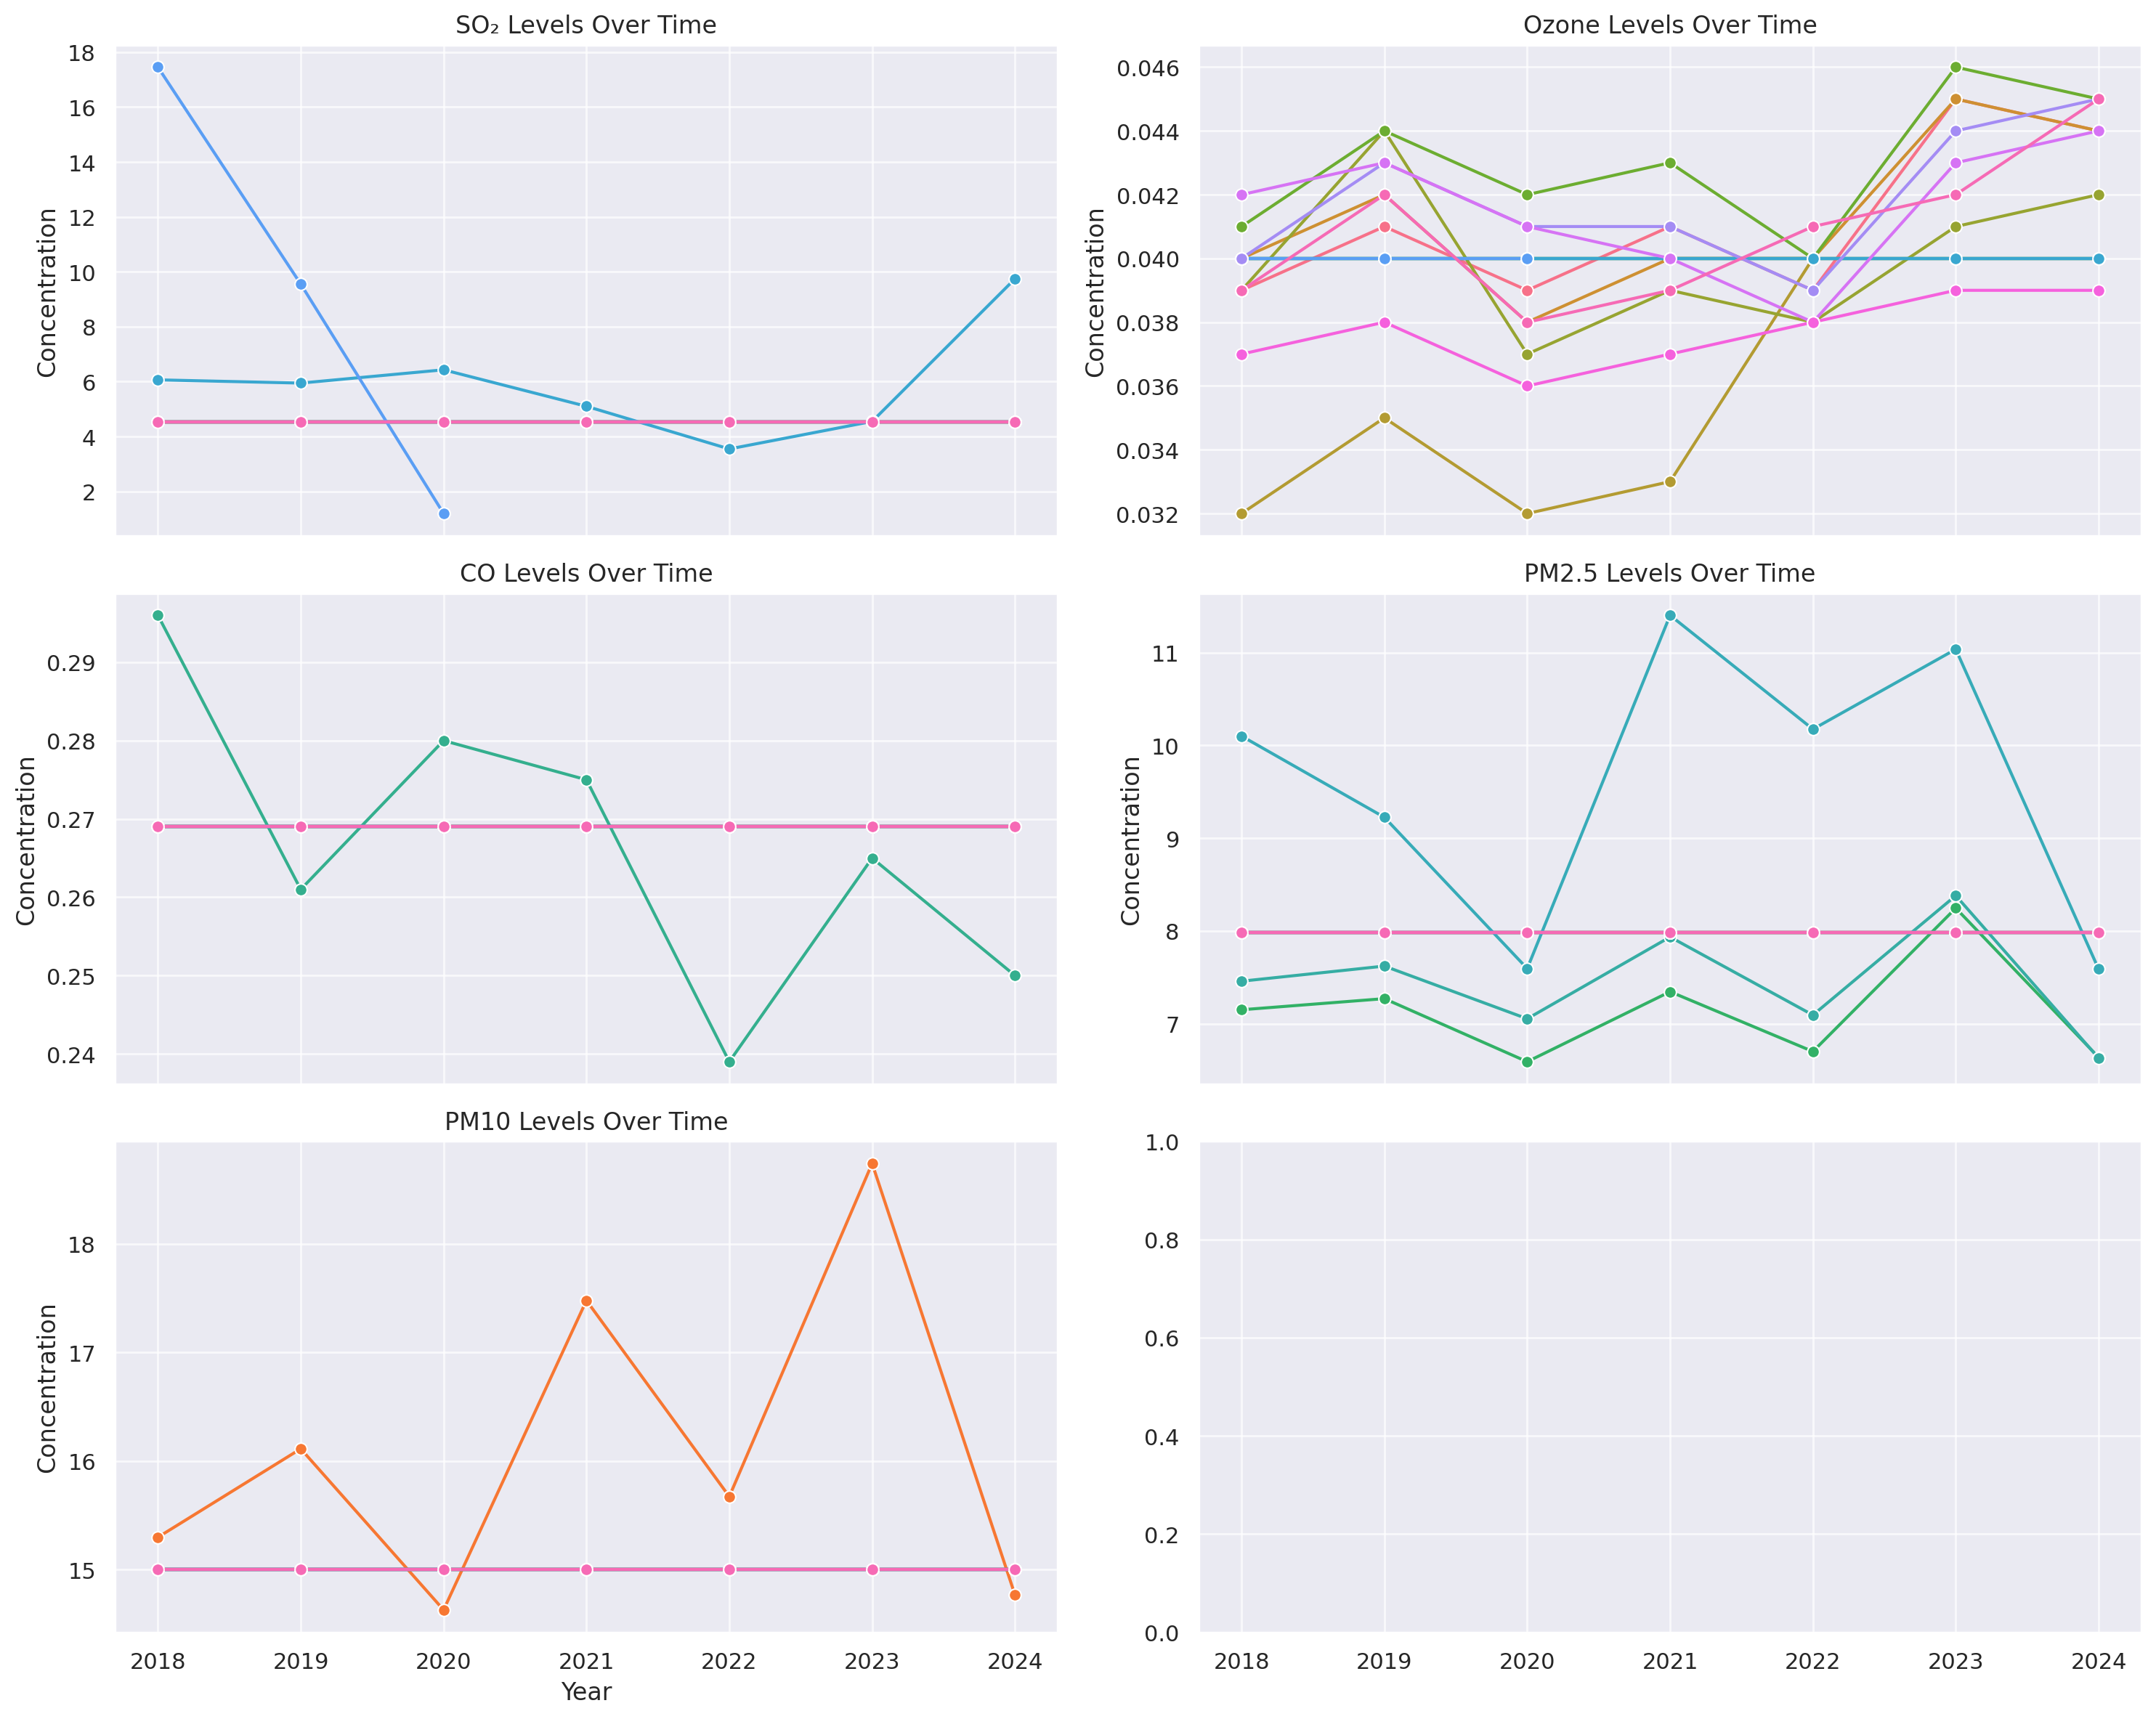 SO₂ Levels Over Time
Concentration
18
16
14
12
10
8
6
4
2
Ozone Levels Over Time
Concentration
0.046
0.044
0.042
0.040
0.038
0.036
0.034
0.032
CO Levels Over Time
Concentration
0.29
0.28
0.27
0.26
0.25
0.24
PM2.5 Levels Over Time
Concentration
11
10
9
8
7
PM10 Levels Over Time
Concentration
18
17
16
15
2018 2019 2020 2021 2022 2023 2024
Year
1.0
0.8
0.6
0.4
0.2
0.0
2018 2019 2020 2021 2022 2023 2024